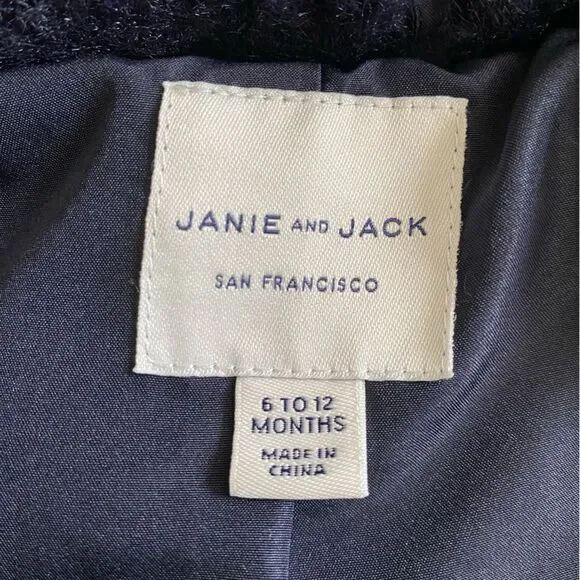 JANIE AND JACK
SAN FRANCISCO
6 TO 12
MONTHS
MADE IN
CHINA